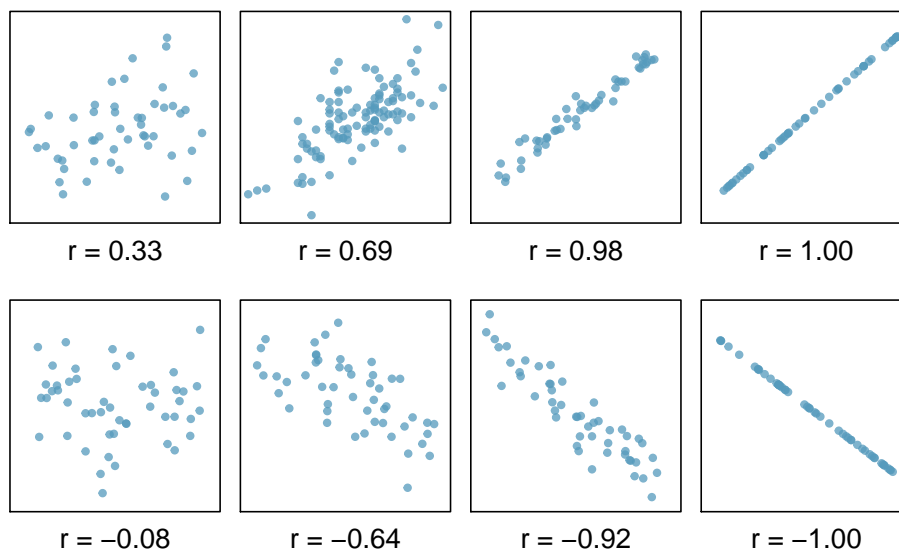 r = 0.33
r = 0.69
r = 0.98
r = 1.00
r = −0.08
r = −0.64
r = −0.92
r = −1.00